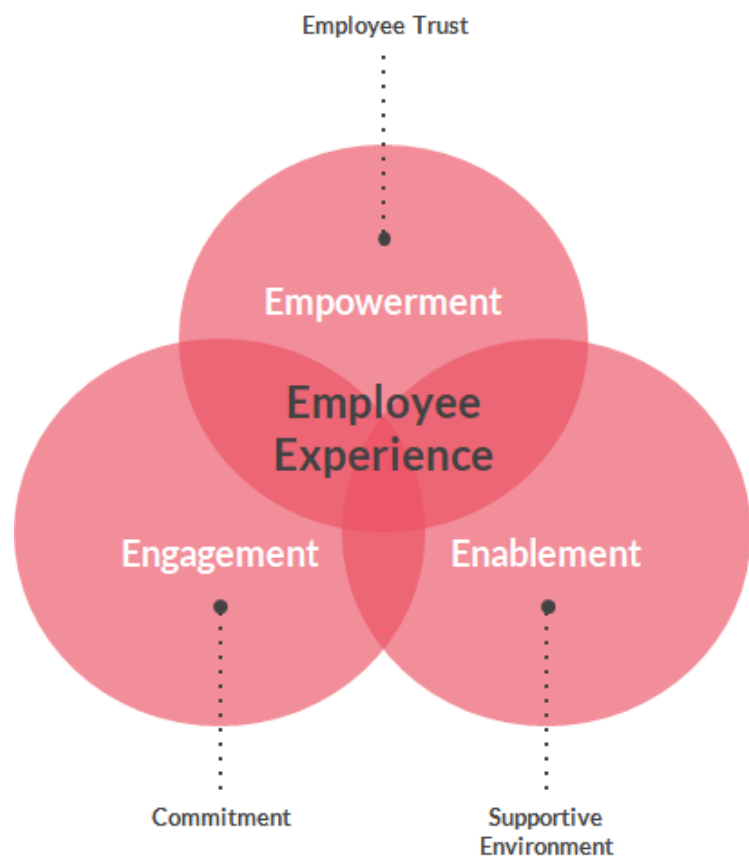 Employee Trust
Empowerment
Employee
Experience
Engagement
Enablement
Commitment
Supportive
Environment